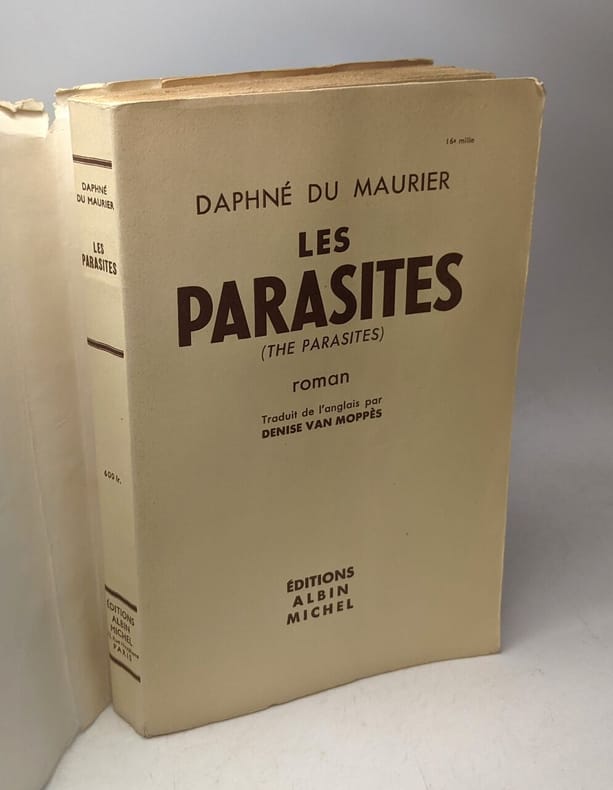 16e mille
DAPHNÉ DU MAURIER
LES
PARASITES
(THE PARASITES)
roman
Traduit de l'anglais par
DENISE VAN MOPPÈS
ÉDITIONS
ALBIN
MICHEL
DAPHNÉ
DU MAURIER
LES
PARASITES
600 fr.
ÉDITIONS
ALBIN
MICHEL
PARIS